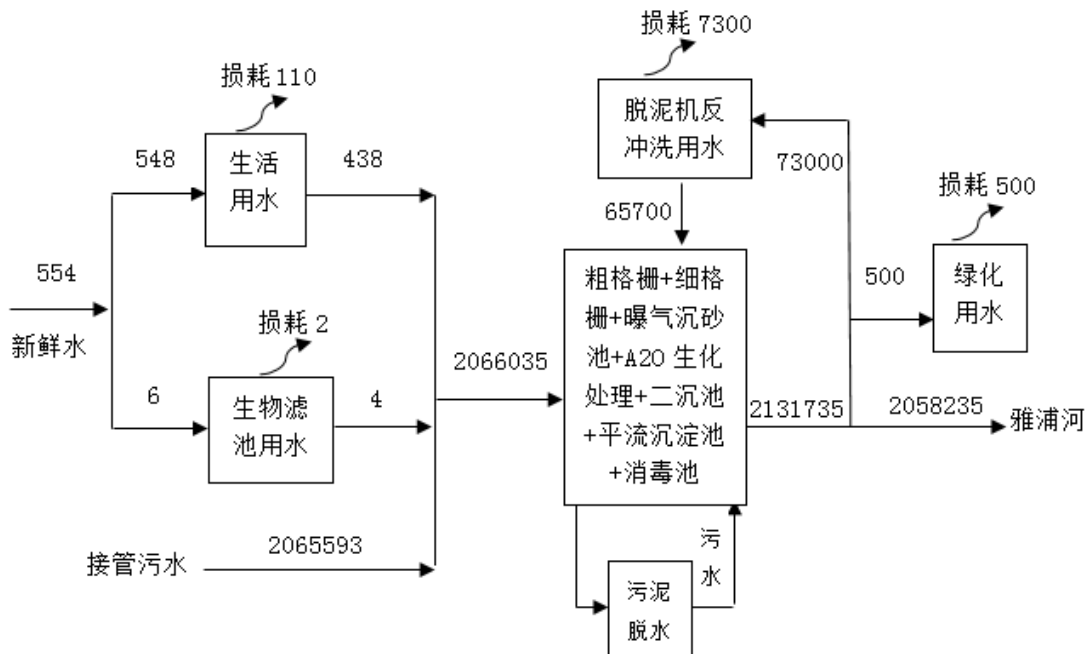 损耗 7300
损耗 110
脱泥机反
冲洗用水
548
生活
用水
438
73000
损耗 500
65700
554
新鲜水
粗格栅+细格
栅+曝气沉砂
池+A2O 生化
处理+二沉池
+平流沉淀池
+消毒池
500
绿化
用水
损耗 2
2066035
6
生物滤
池用水
4
2131735
2058235
雅浦河
接管污水
2065593
污
水
污泥
脱水